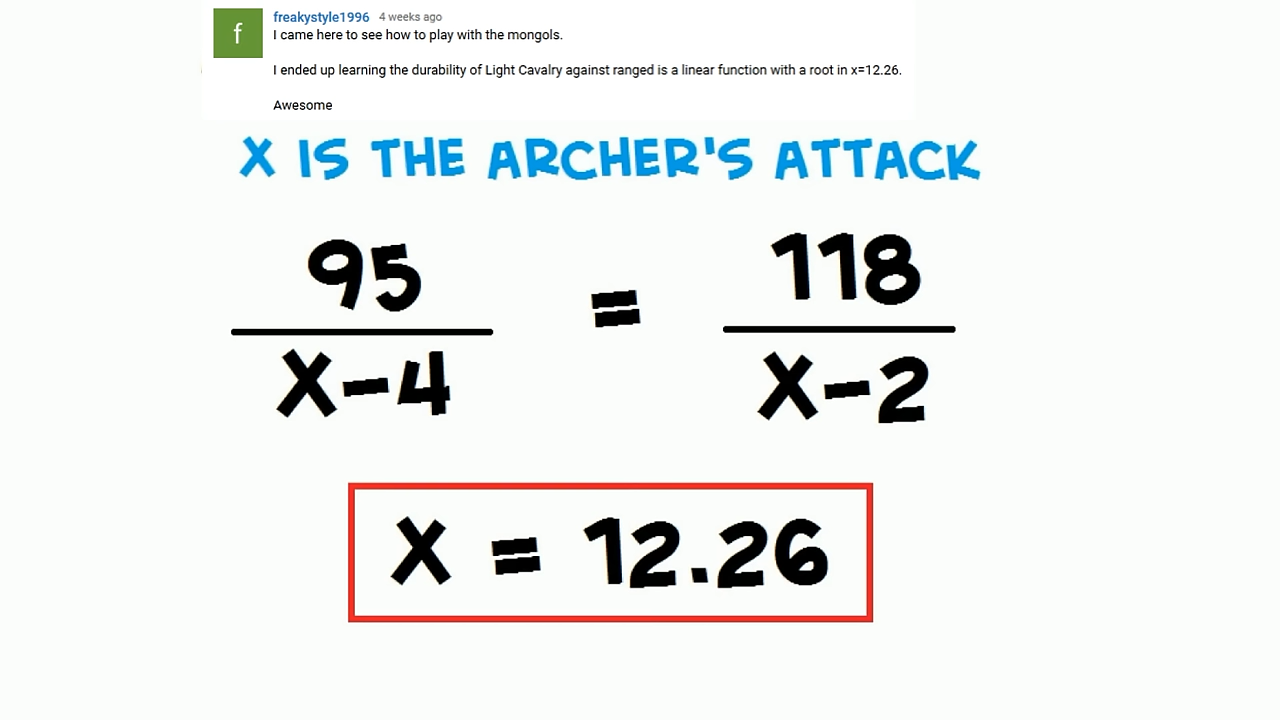 f
freakystyle1996 4 weeks ago
I came here to see how to play with the mongols.
I ended up learning the durability of Light Cavalry against ranged is a linear function with a root in x=12.26.
Awesome
X IS THE ARCHER'S ATTACK
95 = 118
X-4 X-2
X = 12.26